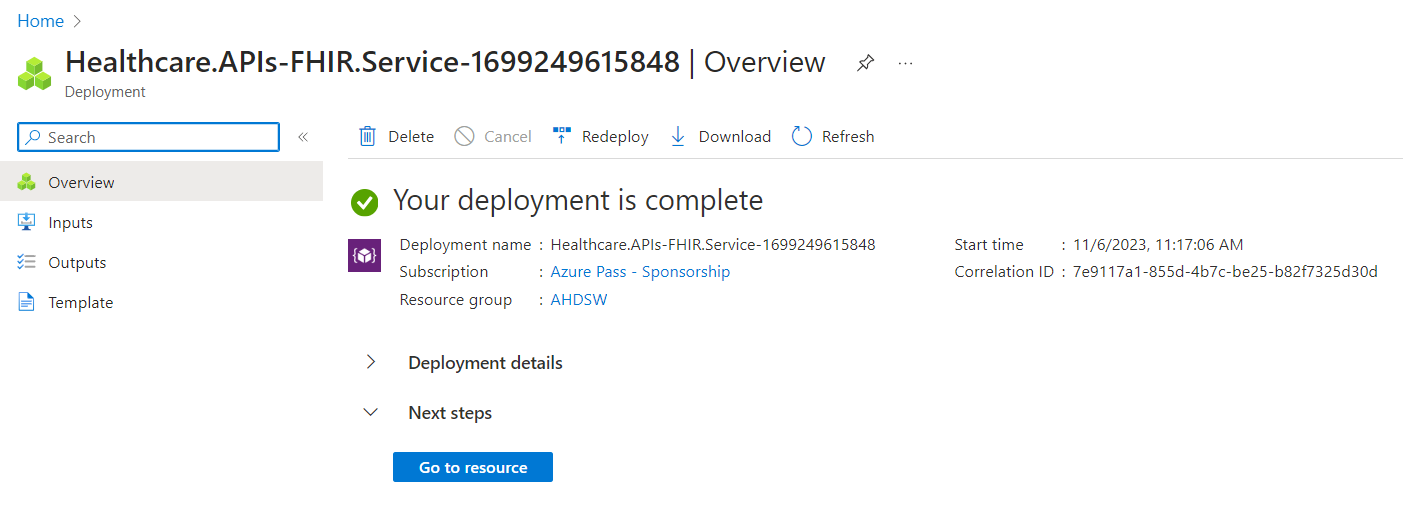 Home
Healthcare.APIs-FHIR.Service-1699249615848 | Overview
Deployment
Search
Delete Cancel Redeploy Download Refresh
Overview
Inputs
Outputs
Template
Your deployment is complete
Deployment name : Healthcare.APIs-FHIR.Service-1699249615848 Start time : 11/6/2023, 11:17:06 AM
Subscription : Azure Pass - Sponsorship Correlation ID : 7e9117a1-855d-4b7c-be25-b82f7325d30d
Resource group : AHDSW
Deployment details
Next steps
Go to resource